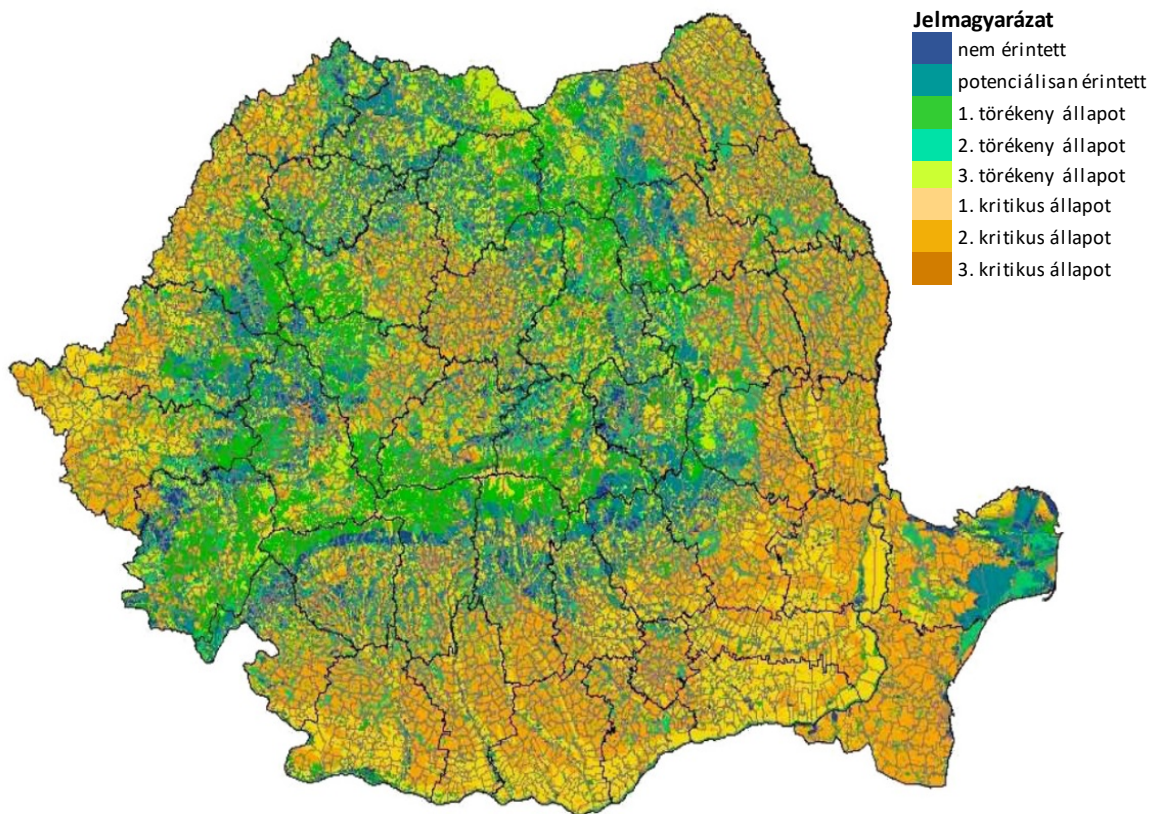 Jelmagyarázat
nem érintett
potenciálisan érintett
1. törékeny állapot
2. törékeny állapot
3. törékeny állapot
1. kritikus állapot
2. kritikus állapot
3. kritikus állapot